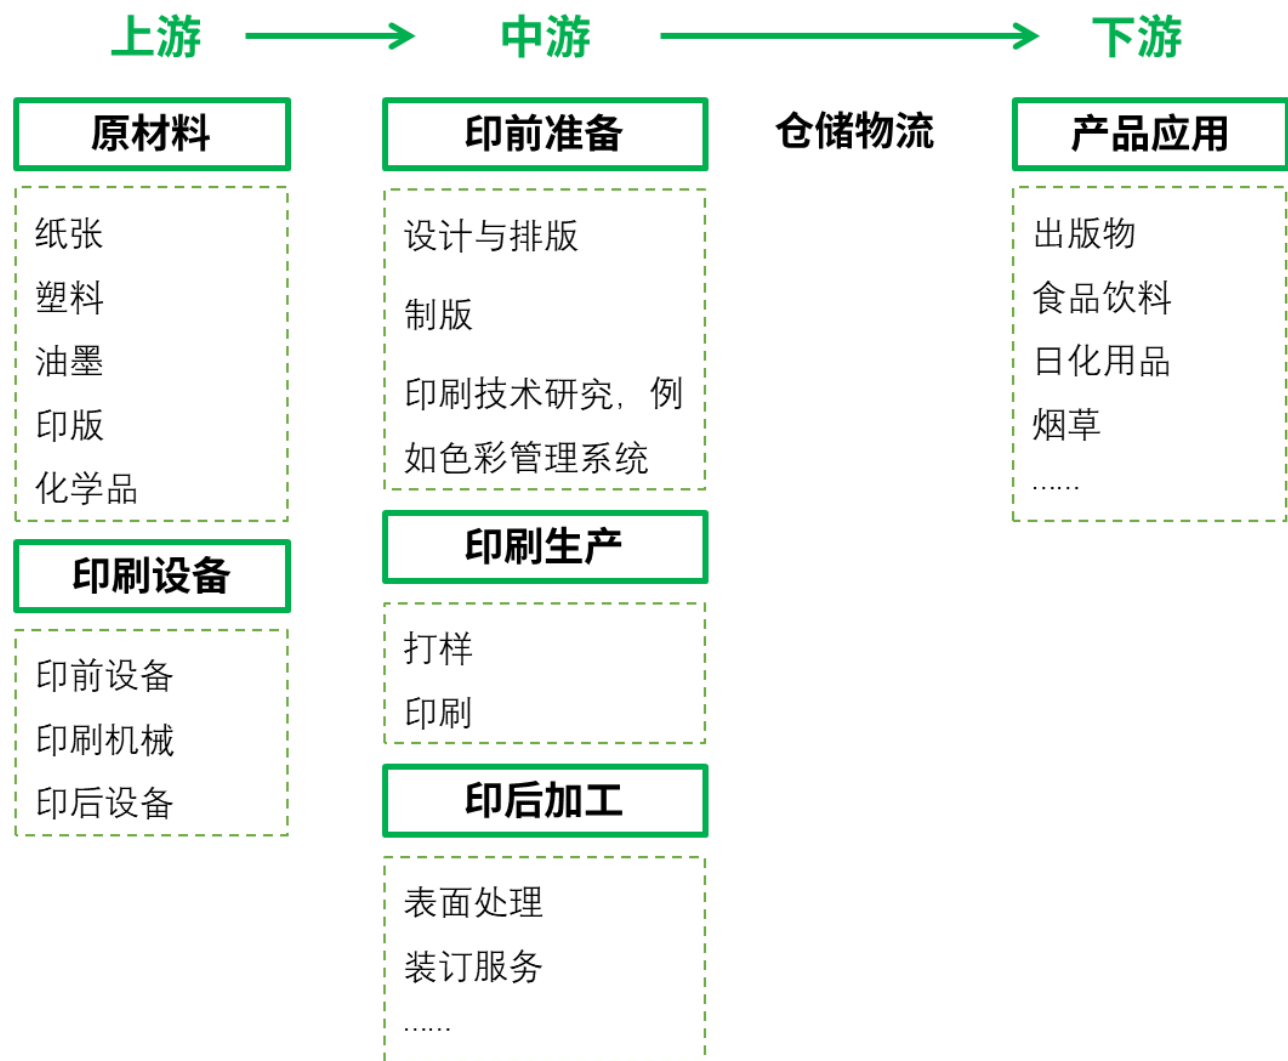 上游
中游
下游
原材料
纸张
塑料
油墨
印版
化学品
印刷设备
印前设备
印刷机械
印后设备
印前准备
设计与排版
制版
印刷技术研究，例
如色彩管理系统
印刷生产
打样
印刷
印后加工
表面处理
装订服务
……
仓储物流
产品应用
出版物
食品饮料
日化用品
烟草
……